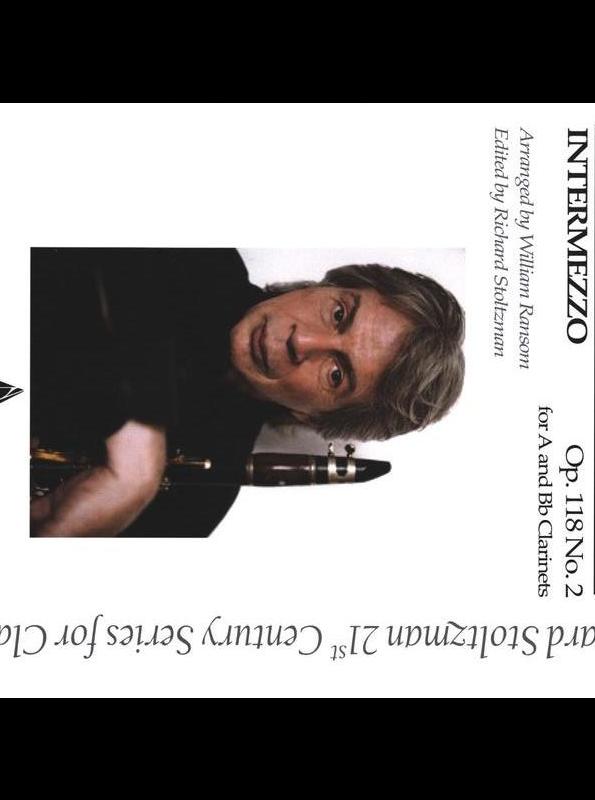 INTERMEZZO Op. 118 No. 2
Arranged by William Ransom for A and Bb Clarinets
Edited by Richard Stoltzman
ard Stoltzman 21st Century Series for Cla